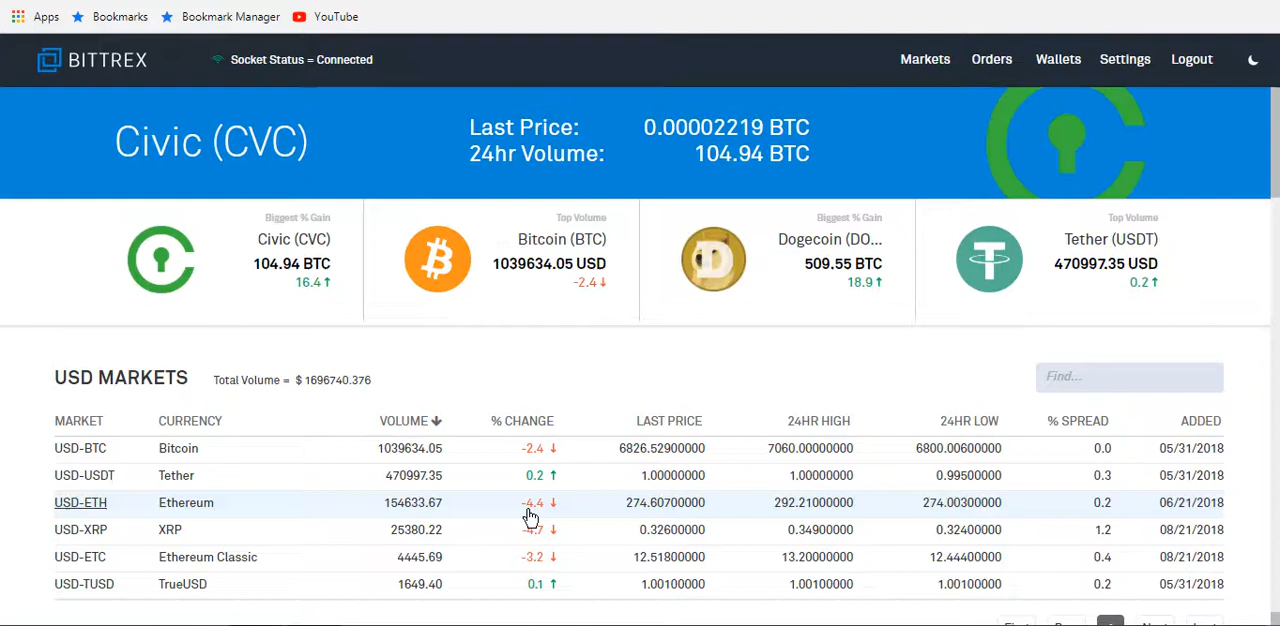 Apps Bookmarks Bookmark Manager YouTube
BITTREX Socket Status = Connected Markets Orders Wallets Settings Logout
Civic (CVC)
Last Price: 0.00002219 BTC
24hr Volume: 104.94 BTC
Biggest % Gain
Civic (CVC)
104.94 BTC
16.4↑
Top Volume
Bitcoin (BTC)
1039634.05 USD
-2.4↓
Biggest % Gain
Dogecoin (DO...
509.55 BTC
18.9↑
Top Volume
Tether (USDT)
470997.35 USD
0.2↑
USD MARKETS Total Volume = $ 1696740.376 Find...
MARKET CURRENCY VOLUME % CHANGE LAST PRICE 24HR HIGH 24HR LOW % SPREAD ADDED
USD-BTC Bitcoin 1039634.05 -2.4 ↓ 6826.52900000 7060.00000000 6800.00600000 0.0 05/31/2018
USD-USDT Tether 470997.35 0.2 ↑ 1.00000000 1.00000000 0.99500000 0.3 05/31/2018
USD-ETH Ethereum 154633.67 -4.4 ↓ 274.60700000 292.21000000 274.00300000 0.2 06/21/2018
USD-XRP XRP 25380.22 -4.7 ↓ 0.32600000 0.34900000 0.32400000 1.2 08/21/2018
USD-ETC Ethereum Classic 4445.69 -3.2 ↓ 12.51800000 13.20000000 12.44400000 0.4 08/21/2018
USD-TUSD TrueUSD 1649.40 0.1 ↑ 1.00100000 1.00100000 1.00100000 0.2 05/31/2018